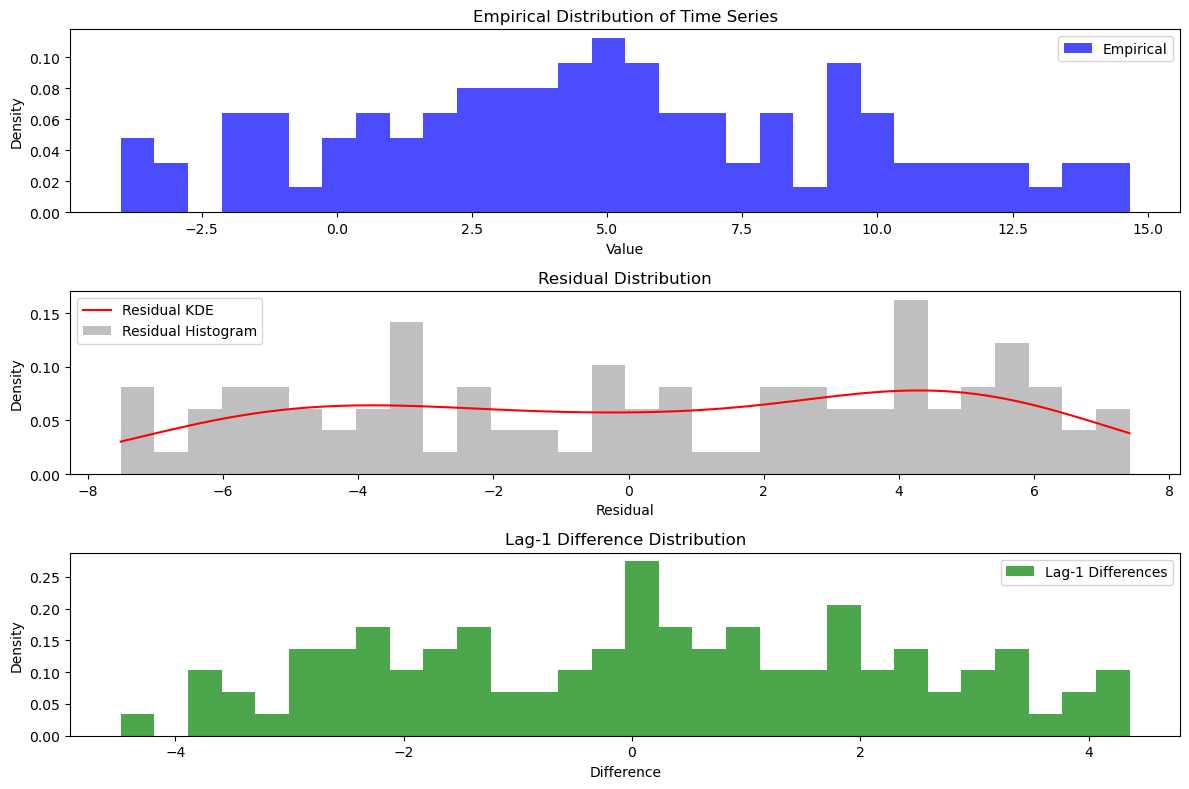 Empirical Distribution of Time Series
Empirical
Density
0.10
0.08
0.06
0.04
0.02
0.00
−2.5 0.0 2.5 5.0 7.5 10.0 12.5 15.0
Value
Residual Distribution
Residual KDE
Residual Histogram
Density
0.15
0.10
0.05
0.00
−8 −6 −4 −2 0 2 4 6 8
Residual
Lag-1 Difference Distribution
Lag-1 Differences
Density
0.25
0.20
0.15
0.10
0.05
0.00
−4 −2 0 2 4
Difference